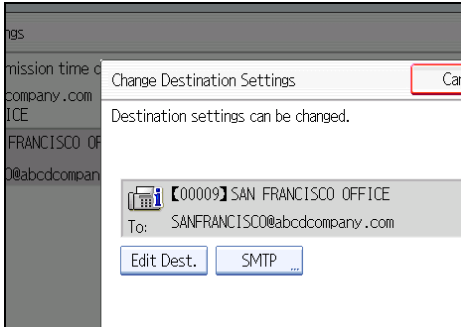 ngs
mission time d
company.com
ICE
FRANCISCO OF
O@abcdcompan
Change Destination Settings
Can
Destination settings can be changed.
【00009】SAN FRANCISCO OFFICE
To: SANFRANCISCO@abcdcompany.com
Edit Dest.
SMTP ...